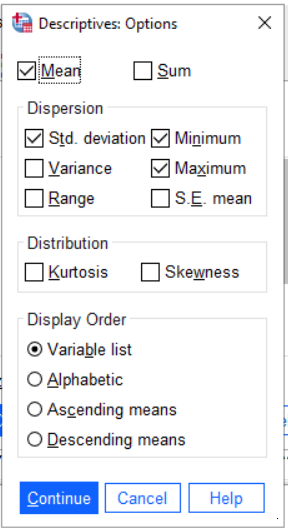 Descriptives: Options
Mean Sum
Dispersion
Std. deviation Minimum
Variance Maximum
Range S.E. mean
Distribution
Kurtosis Skewness
Display Order
Variable list
Alphabetic
Ascending means
Descending means
Continue Cancel Help